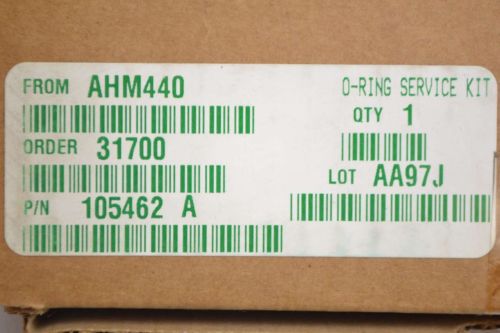 FROM AHM440
O-RING SERVICE KIT
QTY 1
ORDER 31700
LOT AA97J
P/N 105462 A